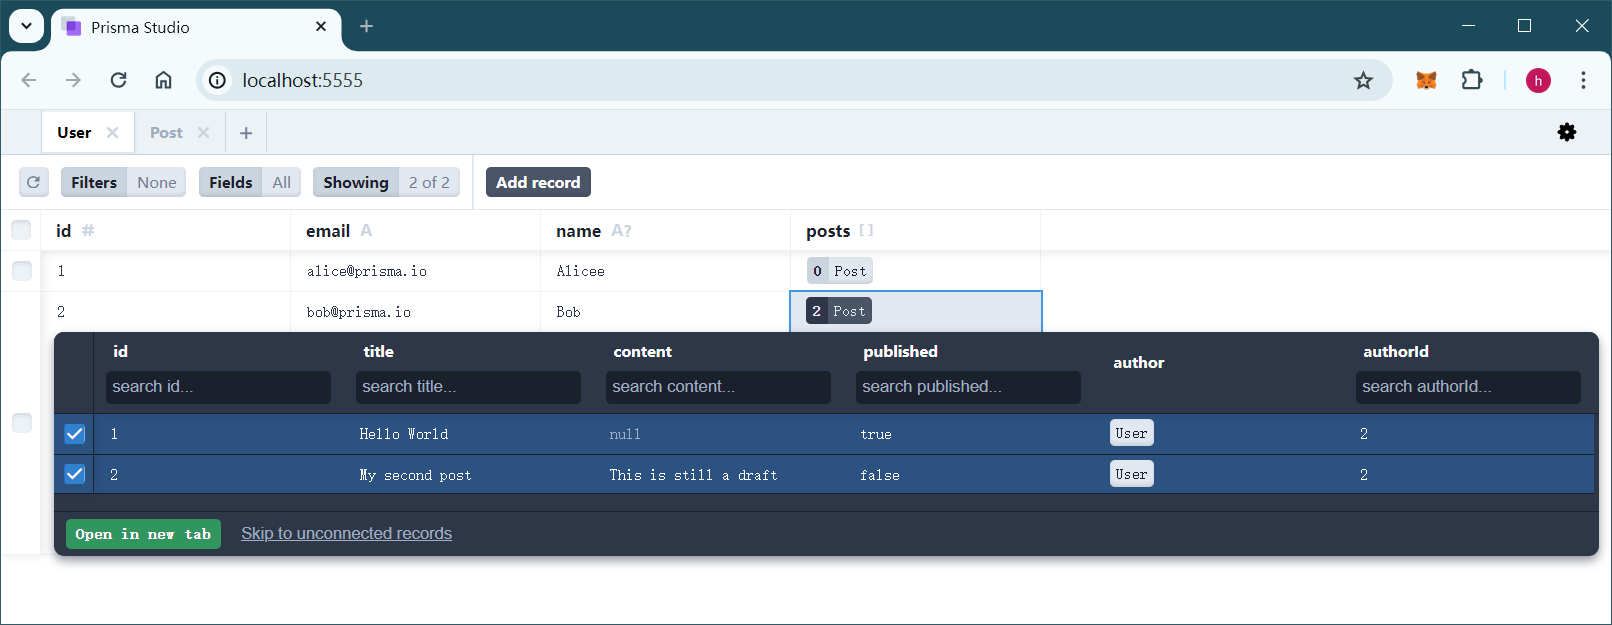 Prisma Studio
localhost:5555
h
User Post
Filters None Fields All Showing 2 of 2 Add record
id # email A name A? posts []
1 alice@prisma.io Alicee 0 Post
2 bob@prisma.io Bob 2 Post
id title content published author authorId
search id... search title... search content... search published... search authorId...
1 Hello World null true User 2
2 My second post This is still a draft false User 2
Open in new tab Skip to unconnected records